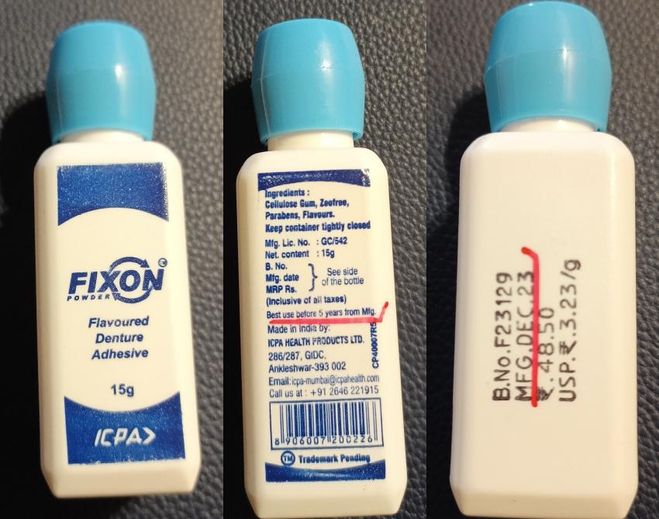 FIXON TM
POWDER
Flavoured
Denture
Adhesive
15g
ICPA
Ingredients :
Cellulose Gum, Zeofree,
Parabens, Flavours.
Keep container tightly closed
Mfg. Lic. No. : GC/542
Net. content : 15g
B. No.
Mfg. date
MRP Rs.
See side
of the bottle
(Inclusive of all taxes)
Best use before 5 years from Mfg.
Made in India by:
ICPA HEALTH PRODUCTS LTD.
286/287, GIDC,
Ankleshwar-393 002
Email:icpa-mumbai@icpahealth.com
Call us at : +91 2646 221915
CP40007R5
8 906007 200226
TM Trademark Pending
B.No.F23129
MFG.DEC.23
₹.48.50
USP.₹.3.23/g